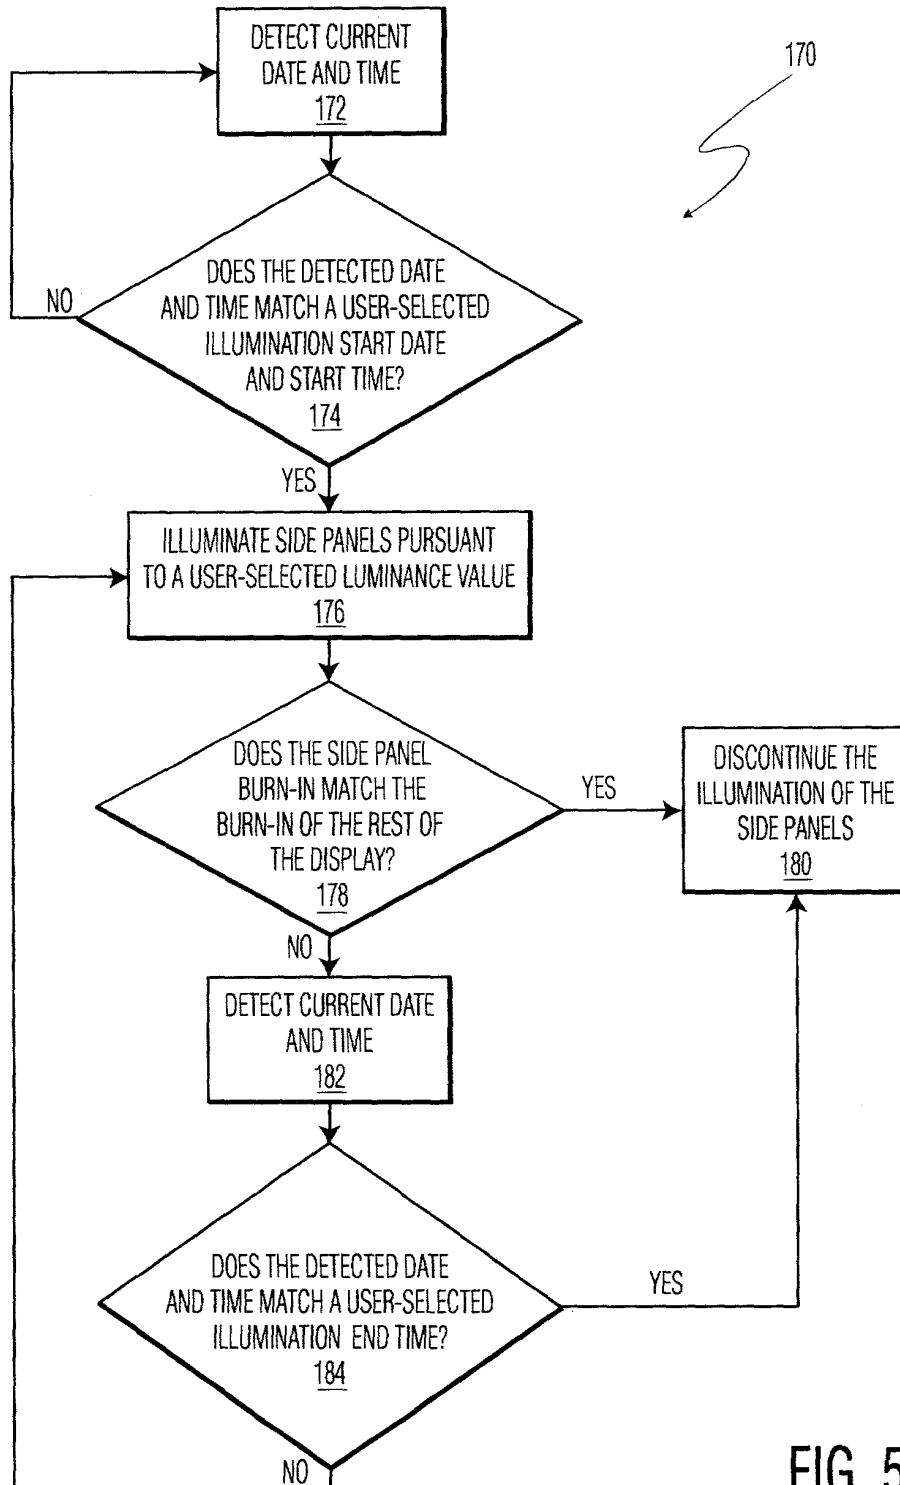 DETECT CURRENT
DATE AND TIME
172
170
DOES THE DETECTED DATE
AND TIME MATCH A USER-SELECTED
ILLUMINATION START DATE
AND START TIME?
174
NO
YES
ILLUMINATE SIDE PANELS PURSUANT
TO A USER-SELECTED LUMINANCE VALUE
176
DOES THE SIDE PANEL
BURN-IN MATCH THE
BURN-IN OF THE REST OF
THE DISPLAY?
178
YES
DISCONTINUE THE
ILLUMINATION OF THE
SIDE PANELS
180
NO
DETECT CURRENT DATE
AND TIME
182
DOES THE DETECTED DATE
AND TIME MATCH A USER-SELECTED
ILLUMINATION END TIME?
184
YES
NO
FIG. 5